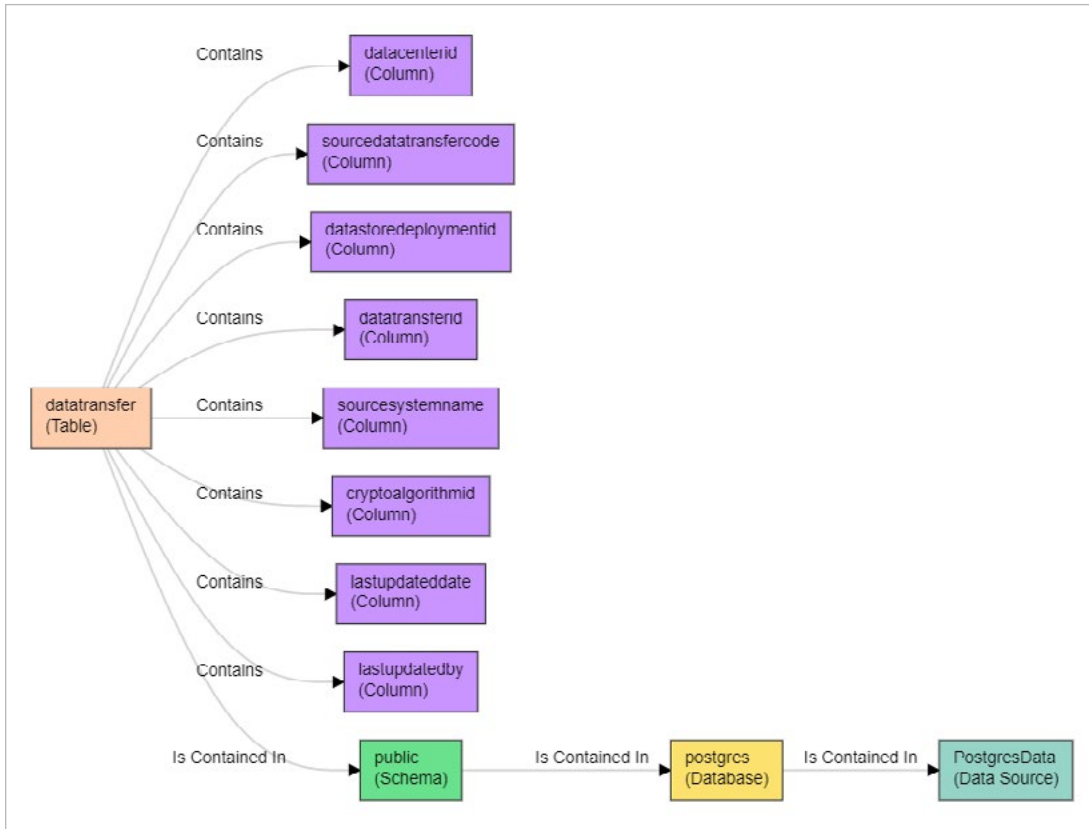 Contains
datacenterid
(Column)
Contains
sourcedatatransfercode
(Column)
Contains
datastoredeploymentid
(Column)
Contains
datatransferid
(Column)
datatransfer
(Table)
Contains
sourcesystemname
(Column)
Contains
cryptoalgorithmid
(Column)
Contains
lastupdateddate
(Column)
Contains
lastupdatedby
(Column)
Is Contained In
public
(Schema)
Is Contained In
postgres
(Database)
Is Contained In
PostgresData
(Data Source)